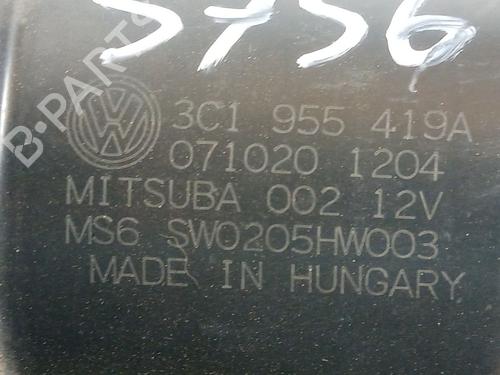 5756
3C1 955 419A
071020 1204
MITSUBA 002 12V
MS6 SW0205HW003
MADE IN HUNGARY
B-PARTS